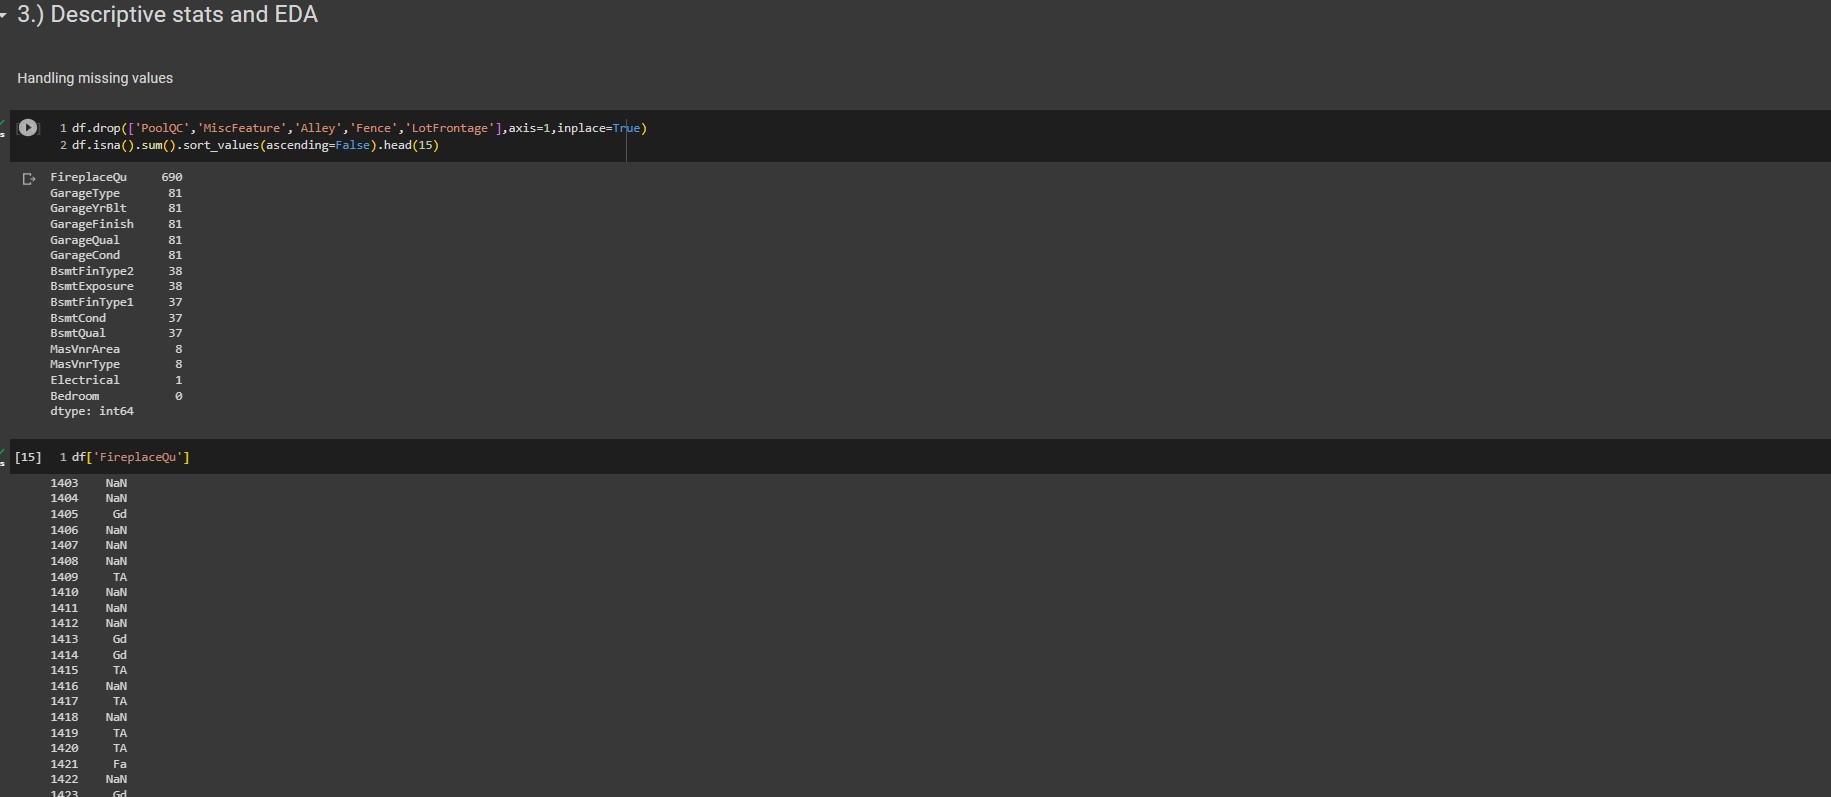 3.) Descriptive stats and EDA
Handling missing values
1 df.drop(['PoolQC','MiscFeature','Alley','Fence','LotFrontage'],axis=1,inplace=True)
2 df.isna().sum().sort_values(ascending=False).head(15)
FireplaceQu 690
GarageType 81
GarageYrBlt 81
GarageFinish 81
GarageQual 81
GarageCond 81
BsmtFinType2 38
BsmtExposure 38
BsmtFinType1 37
BsmtCond 37
BsmtQual 37
MasVnrArea 8
MasVnrType 8
Electrical 1
Bedroom 0
dtype: int64
s
[15] 1 df['FireplaceQu']
s
1403 NaN
1404 NaN
1405 Gd
1406 NaN
1407 NaN
1408 NaN
1409 TA
1410 NaN
1411 NaN
1412 NaN
1413 Gd
1414 Gd
1415 TA
1416 NaN
1417 TA
1418 NaN
1419 TA
1420 TA
1421 Fa
1422 NaN
1423 Gd